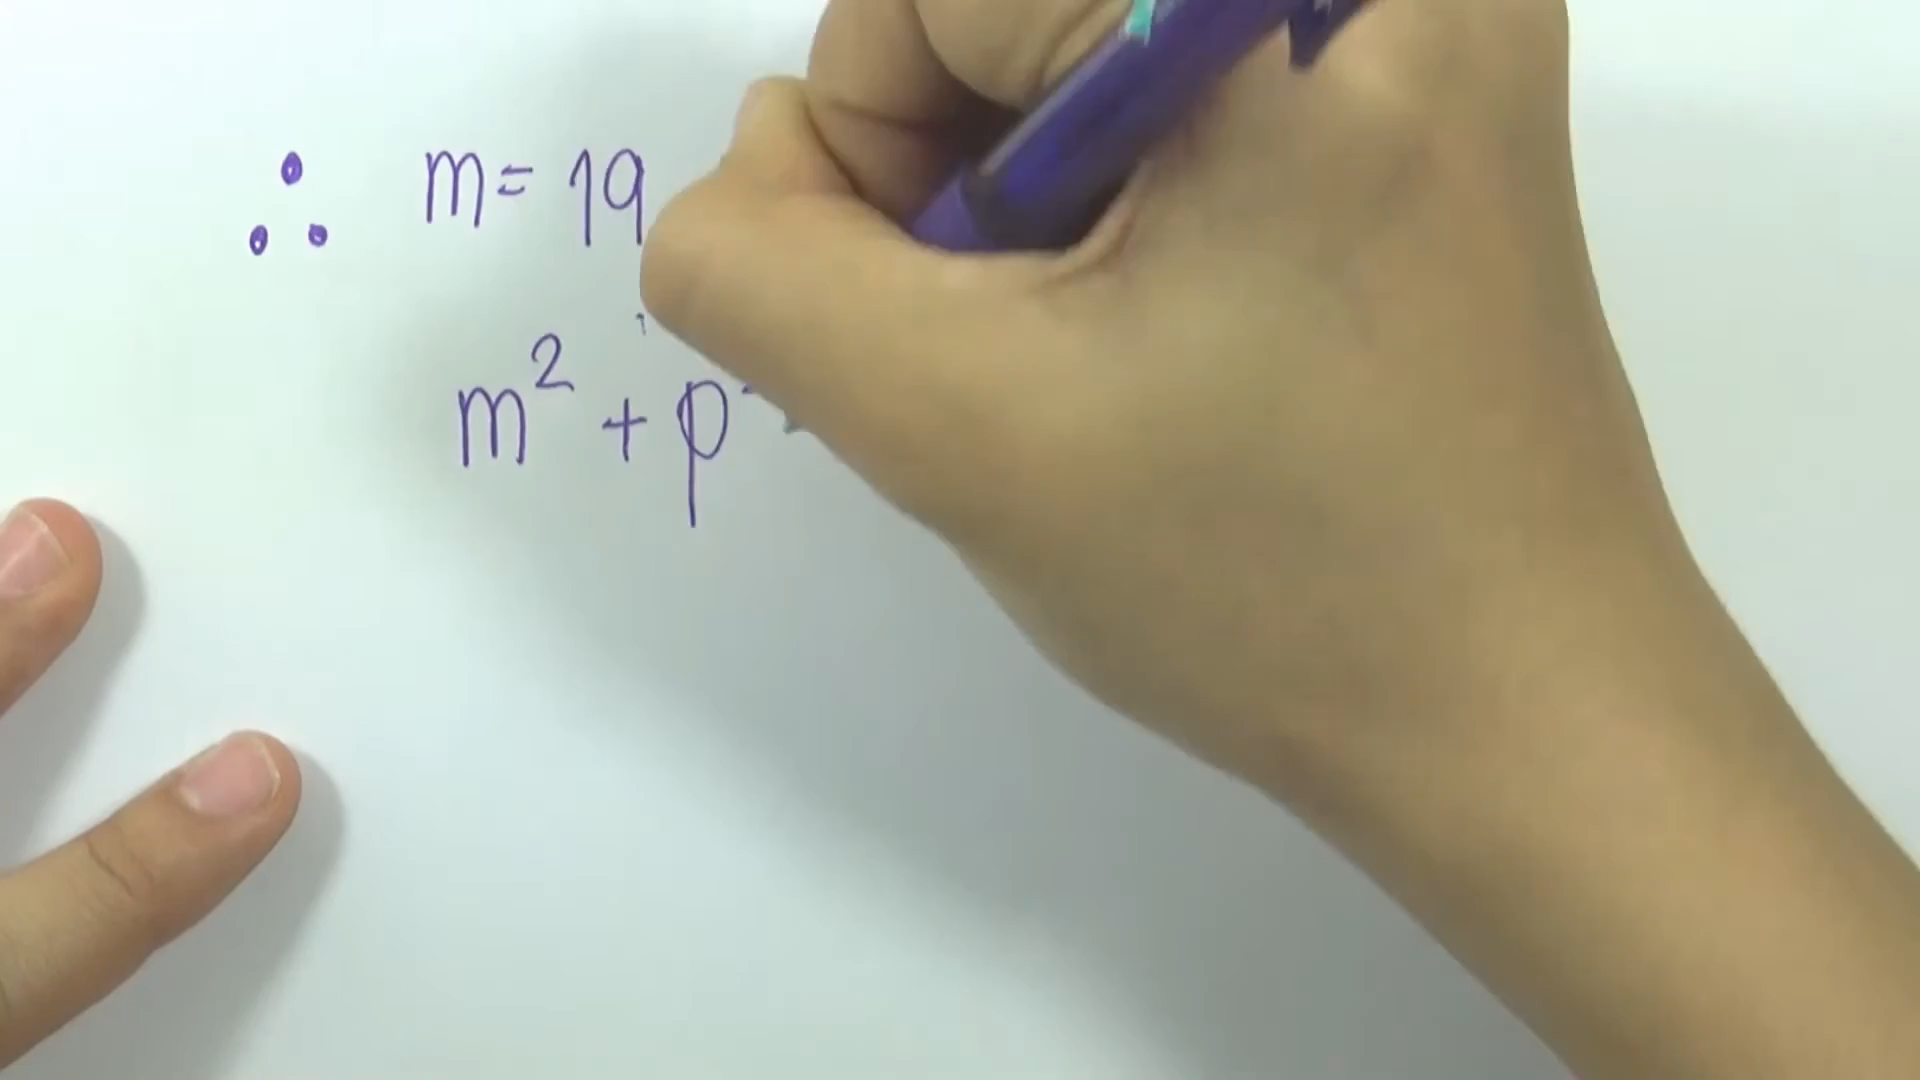 ∴ m = 19
m² + p